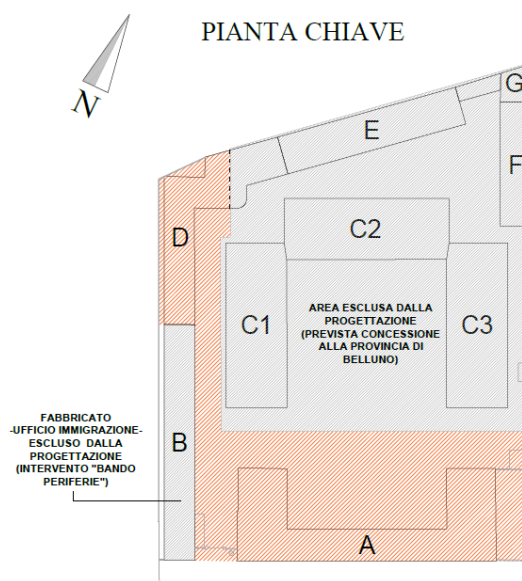 PIANTA CHIAVE
N
G
E
F
C2
D
C1
AREA ESCLUSA DALLA
PROGETTAZIONE
(PREVISTA CONCESSIONE
ALLA PROVINCIA DI
BELLUNO)
C3
FABBRICATO
-UFFICIO IMMIGRAZIONE-
ESCLUSO DALLA
PROGETTAZIONE
(INTERVENTO "BANDO
PERIFERIE")
B
A